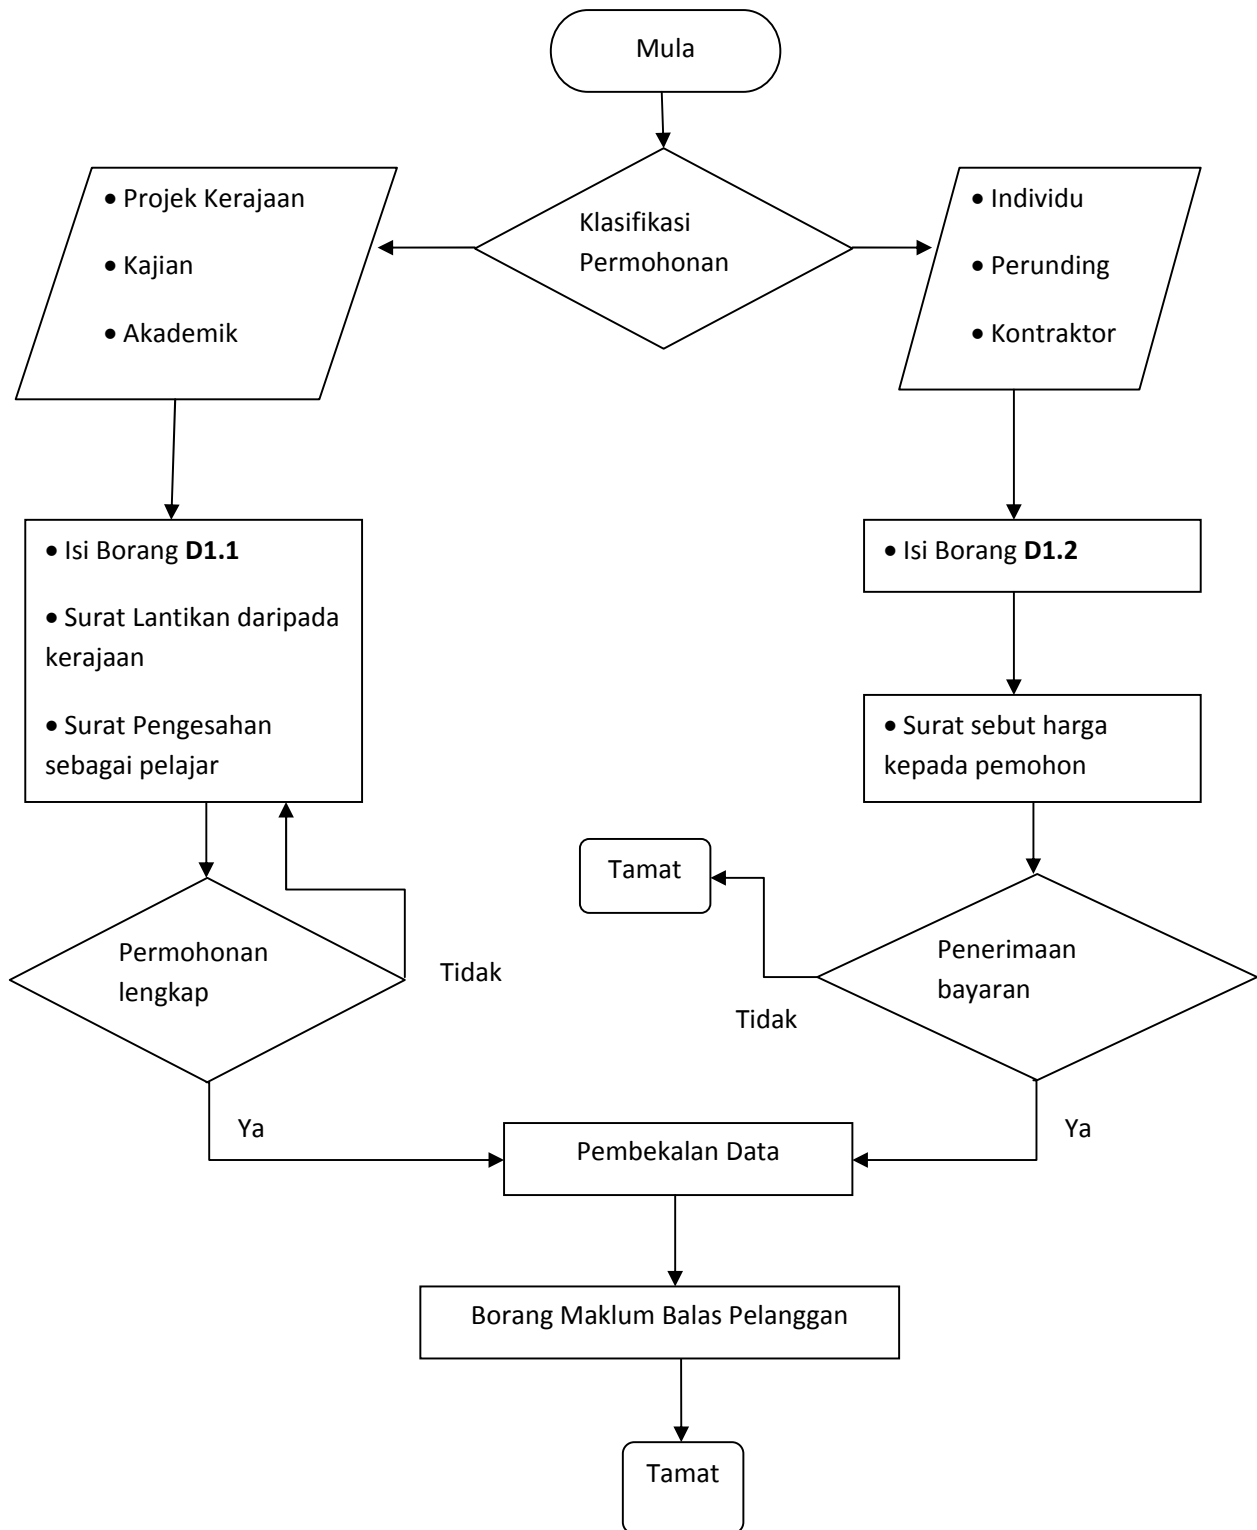 Mula
Klasifikasi
Permohonan
• Projek Kerajaan
• Kajian
• Akademik
• Individu
• Perunding
• Kontraktor
• Isi Borang D1.1
• Surat Lantikan daripada
kerajaan
• Surat Pengesahan
sebagai pelajar
• Isi Borang D1.2
• Surat sebut harga
kepada pemohon
Tamat
Permohonan
lengkap
Tidak
Penerimaan
bayaran
Tidak
Ya
Ya
Pembekalan Data
Borang Maklum Balas Pelanggan
Tamat